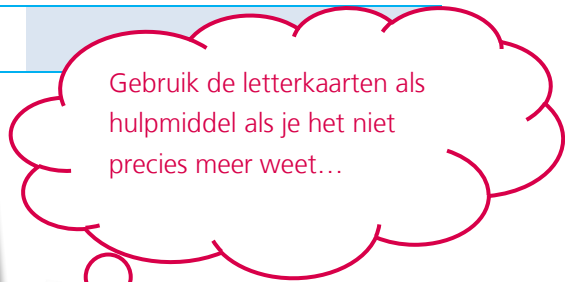 Gebruik de letterkaarten als
hulpmiddel als je het niet
precies meer weet…